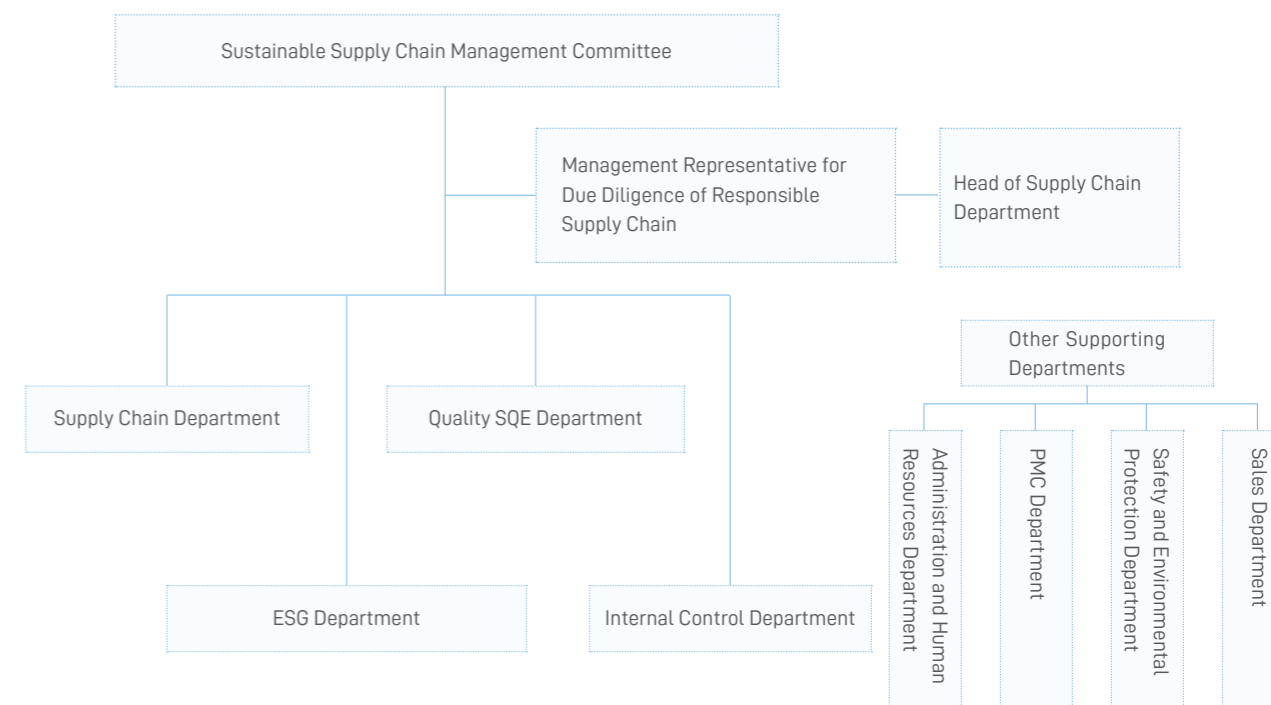 Sustainable Supply Chain Management Committee
Management Representative for
Due Diligence of Responsible
Supply Chain
Head of Supply Chain
Department
Other Supporting
Departments
Supply Chain Department
Quality SQE Department
ESG Department
Internal Control Department
Administration and Human
Resources Department
PMC Department
Safety and Environmental
Protection Department
Sales Department